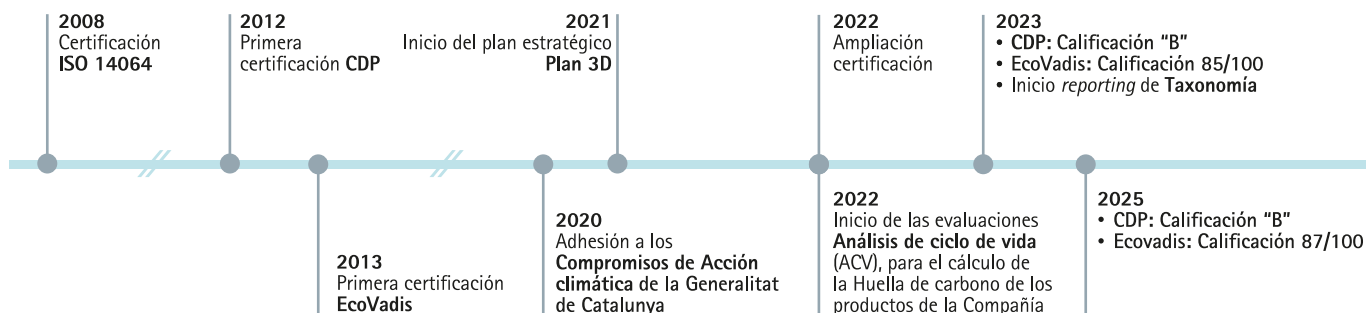 2008
Certificación
ISO 14064
2012
Primera
certificación CDP
2021
Inicio del plan estratégico
Plan 3D
2022
Ampliación
certificación
2023
• CDP: Calificación "B"
• EcoVadis: Calificación 85/100
• Inicio reporting de Taxonomía
2013
Primera certificación
EcoVadis
2020
Adhesión a los
Compromisos de Acción
climática de la Generalitat
de Catalunya
2022
Inicio de las evaluaciones
Análisis de ciclo de vida
(ACV), para el cálculo de
la Huella de carbono de los
productos de la Compañía
2025
• CDP: Calificación "B"
• Ecovadis: Calificación 87/100